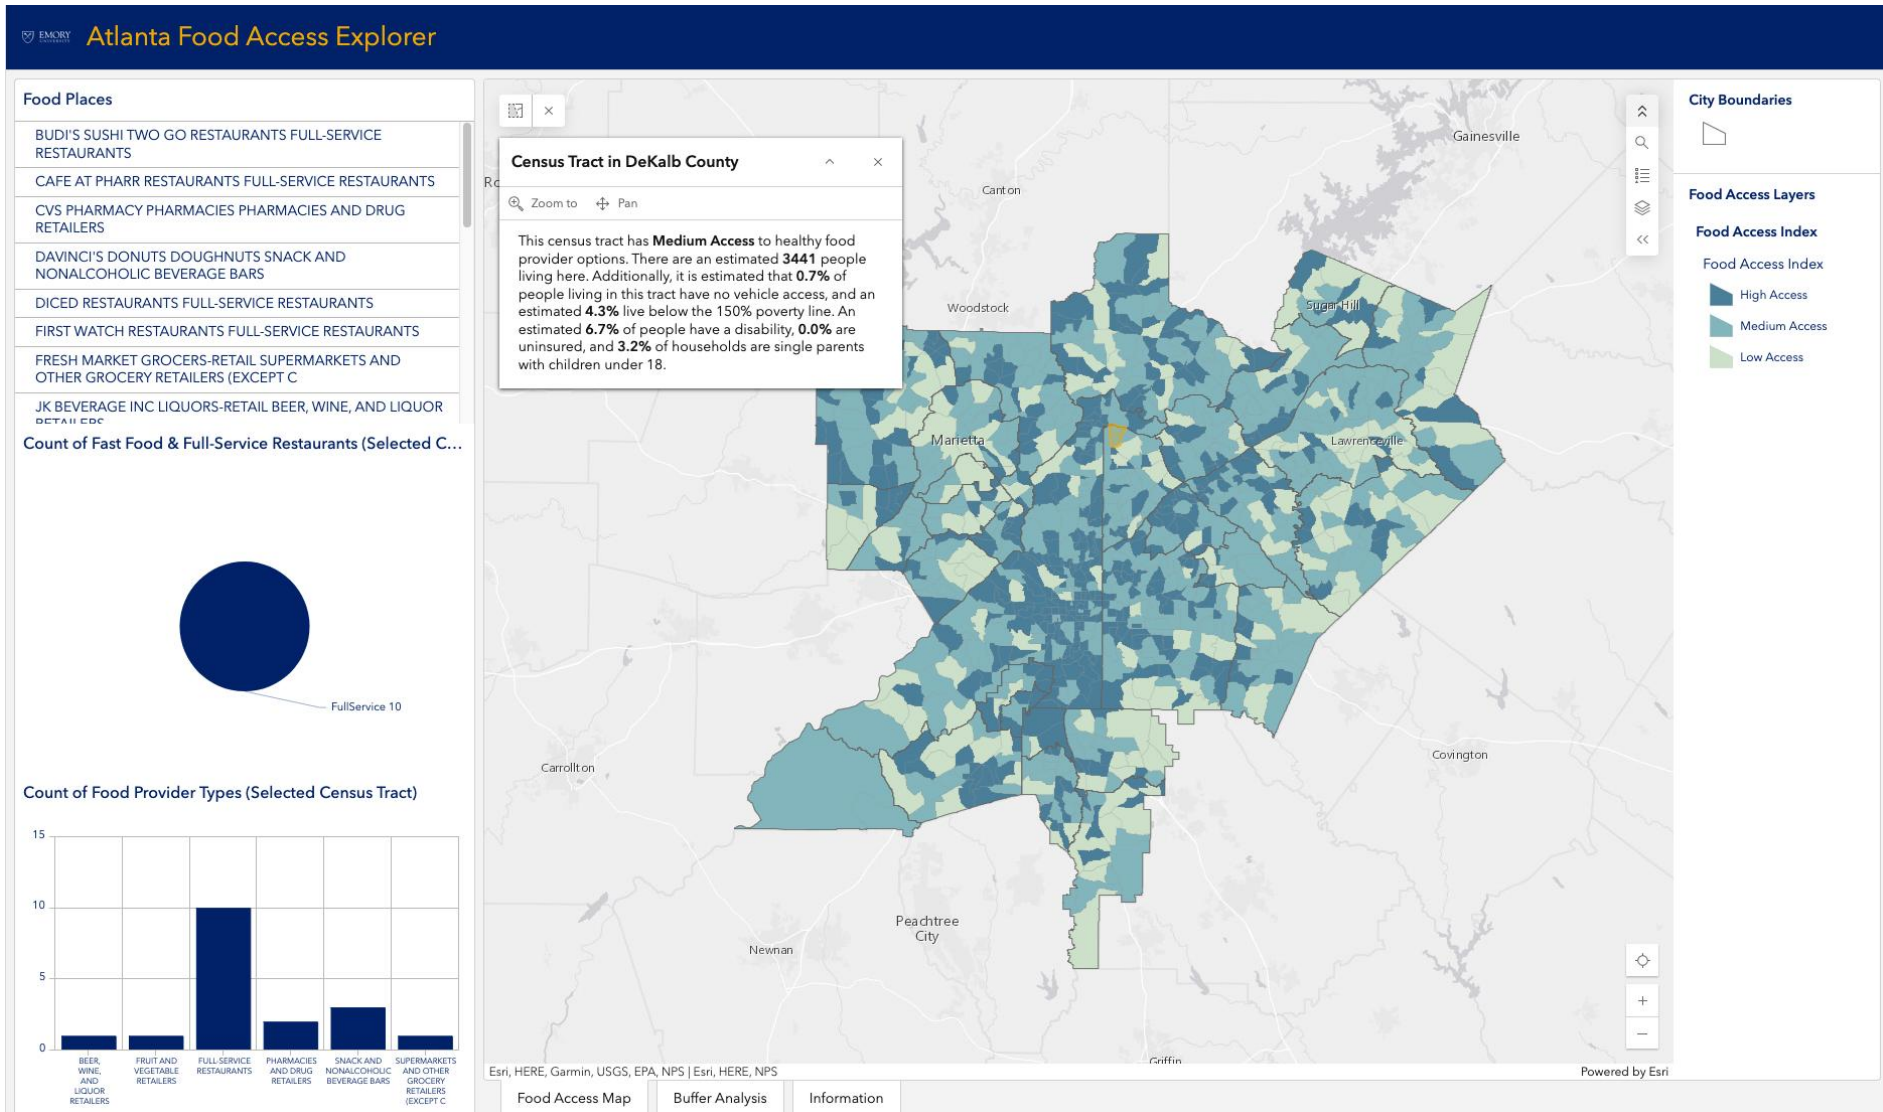 EMORY
UNIVERSITY
Atlanta Food Access Explorer
Food Places
BUDI'S SUSHI TWO GO RESTAURANTS FULL-SERVICE
RESTAURANTS
CAFE AT PHARR RESTAURANTS FULL-SERVICE RESTAURANTS
CVS PHARMACY PHARMACIES PHARMACIES AND DRUG
RETAILERS
DAVINCI'S DONUTS DOUGHNUTS SNACK AND
NONALCOHOLIC BEVERAGE BARS
DICED RESTAURANTS FULL-SERVICE RESTAURANTS
FIRST WATCH RESTAURANTS FULL-SERVICE RESTAURANTS
FRESH MARKET GROCERS-RETAIL SUPERMARKETS AND
OTHER GROCERY RETAILERS (EXCEPT C
JK BEVERAGE INC LIQUORS-RETAIL BEER, WINE, AND LIQUOR
RETAILERS
Count of Fast Food & Full-Service Restaurants (Selected C...
FullService 10
Count of Food Provider Types (Selected Census Tract)
15
10
5
0
BEER,
WINE,
AND
LIQUOR
RETAILERS
FRUIT AND
VEGETABLE
RETAILERS
FULL-SERVICE
RESTAURANTS
PHARMACIES
AND DRUG
RETAILERS
SNACK AND
NONALCOHOLIC
BEVERAGE BARS
SUPERMARKETS
AND OTHER
GROCERY
RETAILERS
(EXCEPT C
Census Tract in DeKalb County
Zoom to
Pan
This census tract has Medium Access to healthy food
provider options. There are an estimated 3441 people
living here. Additionally, it is estimated that 0.7% of
people living in this tract have no vehicle access, and an
estimated 4.3% live below the 150% poverty line. An
estimated 6.7% of people have a disability, 0.0% are
uninsured, and 3.2% of households are single parents
with children under 18.
Gainesville
Canton
Ro
Woodstock
Sugar Hill
Marietta
Lawrenceville
Carrollton
Covington
Peachtree
City
Newnan
Griffin
Esri, HERE, Garmin, USGS, EPA, NPS | Esri, HERE, NPS
Powered by Esri
Food Access Map
Buffer Analysis
Information
City Boundaries
Food Access Layers
Food Access Index
Food Access Index
High Access
Medium Access
Low Access